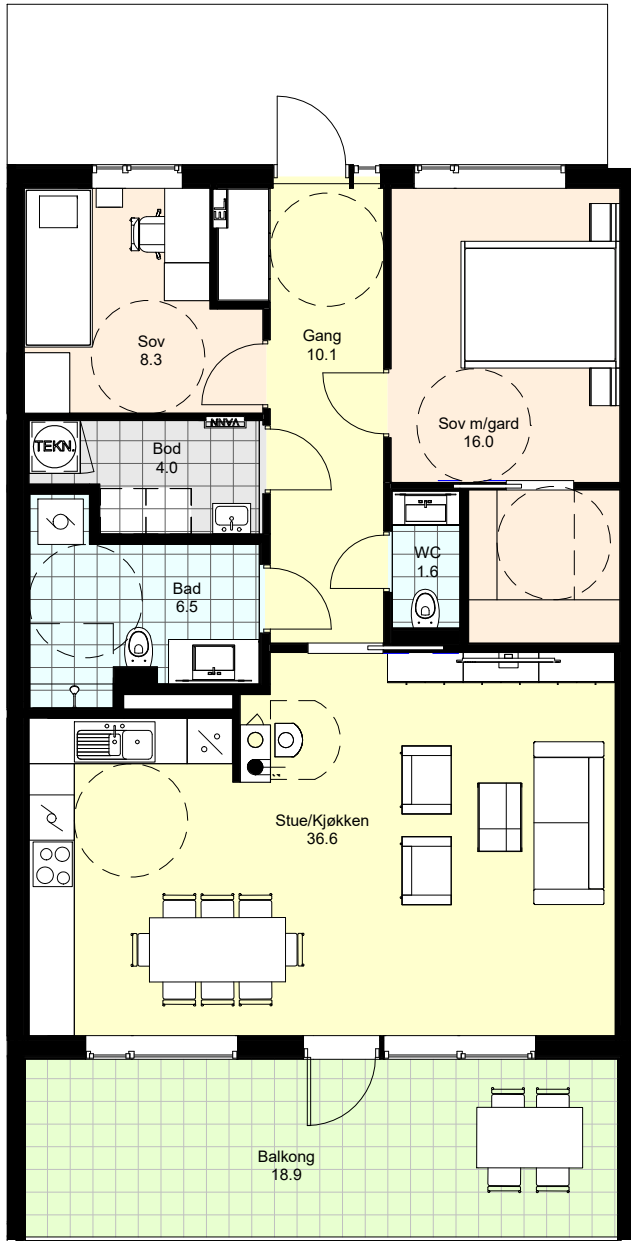 Gang
10.1
Sov
8.3
Sov m/gard
16.0
TEKN.
VANN
Bod
4.0
WC
1.6
Bad
6.5
Stue/Kjøkken
36.6
Balkong
18.9